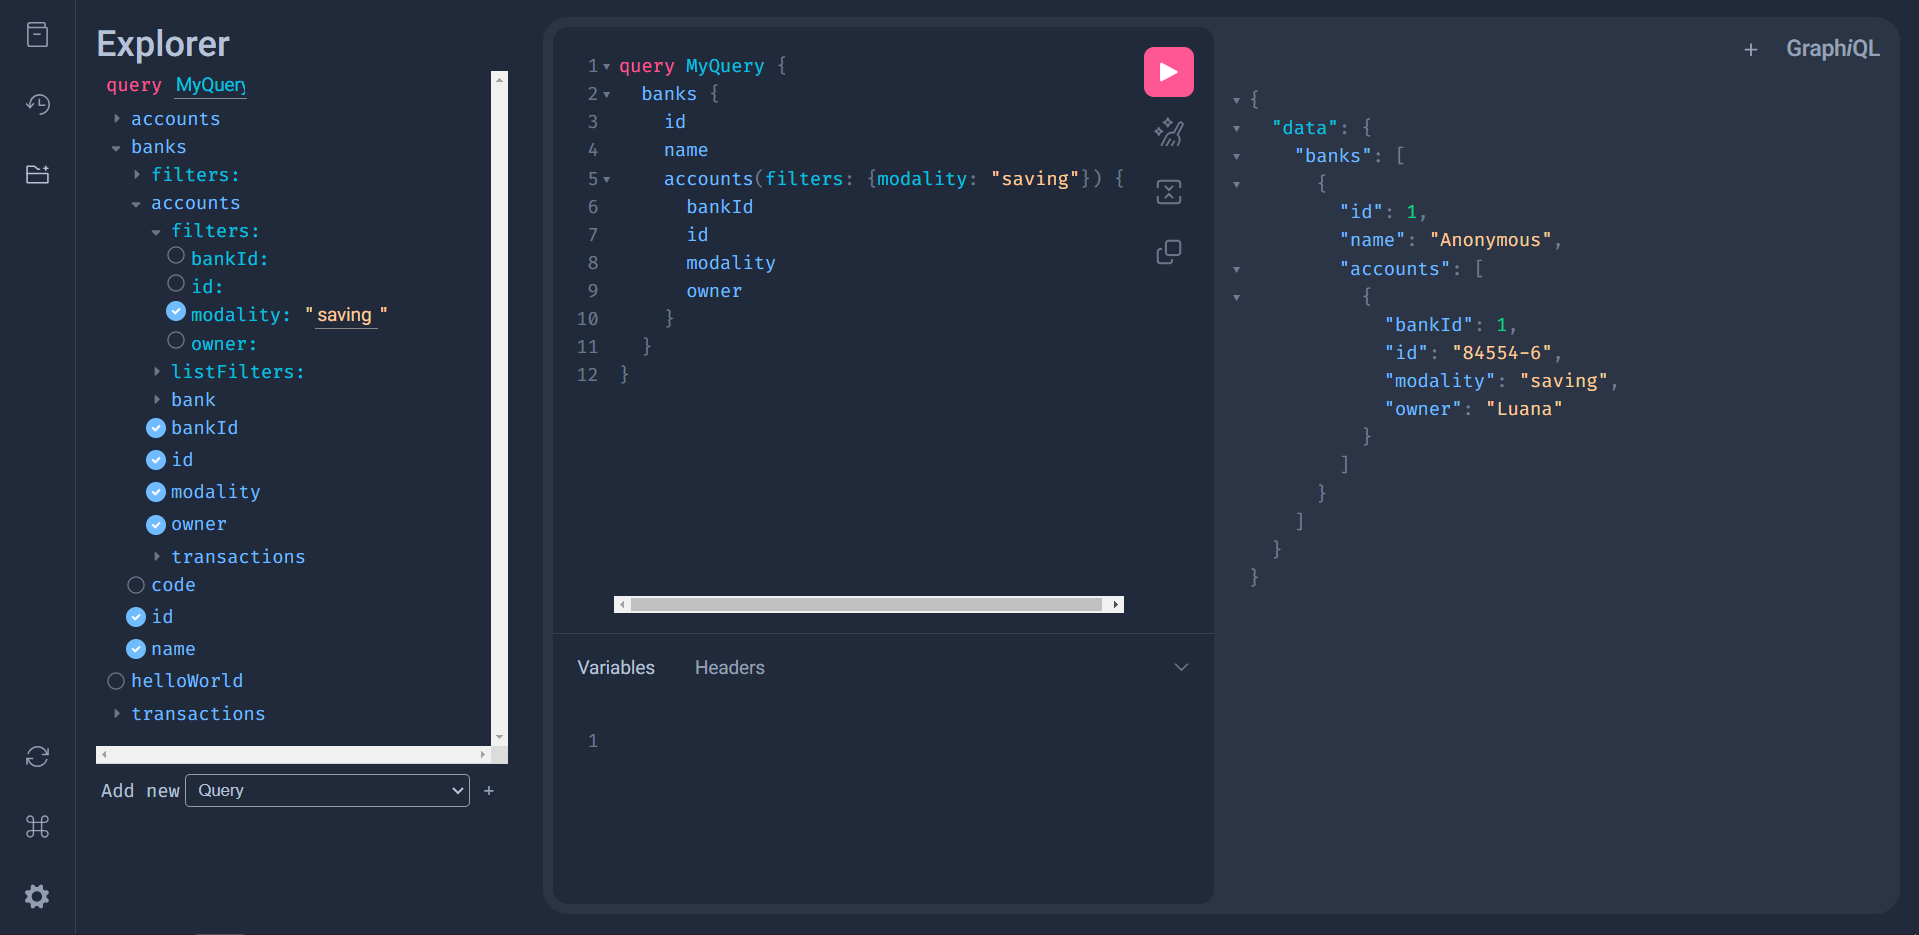 Explorer
query MyQuery
accounts
banks
filters:
accounts
filters:
bankId:
id:
modality: "saving "
owner:
listFilters:
bank
bankId
id
modality
owner
transactions
code
id
name
helloWorld
transactions
Add new Query +
1 query MyQuery {
2 banks {
3 id
4 name
5 accounts(filters: {modality: "saving"}) {
6 bankId
7 id
8 modality
9 owner
10 }
11 }
12 }
Variables Headers
1
+ GraphiQL
{
"data": {
"banks": [
{
"id": 1,
"name": "Anonymous",
"accounts": [
{
"bankId": 1,
"id": "84554-6",
"modality": "saving",
"owner": "Luana"
}
]
}
]
}
}